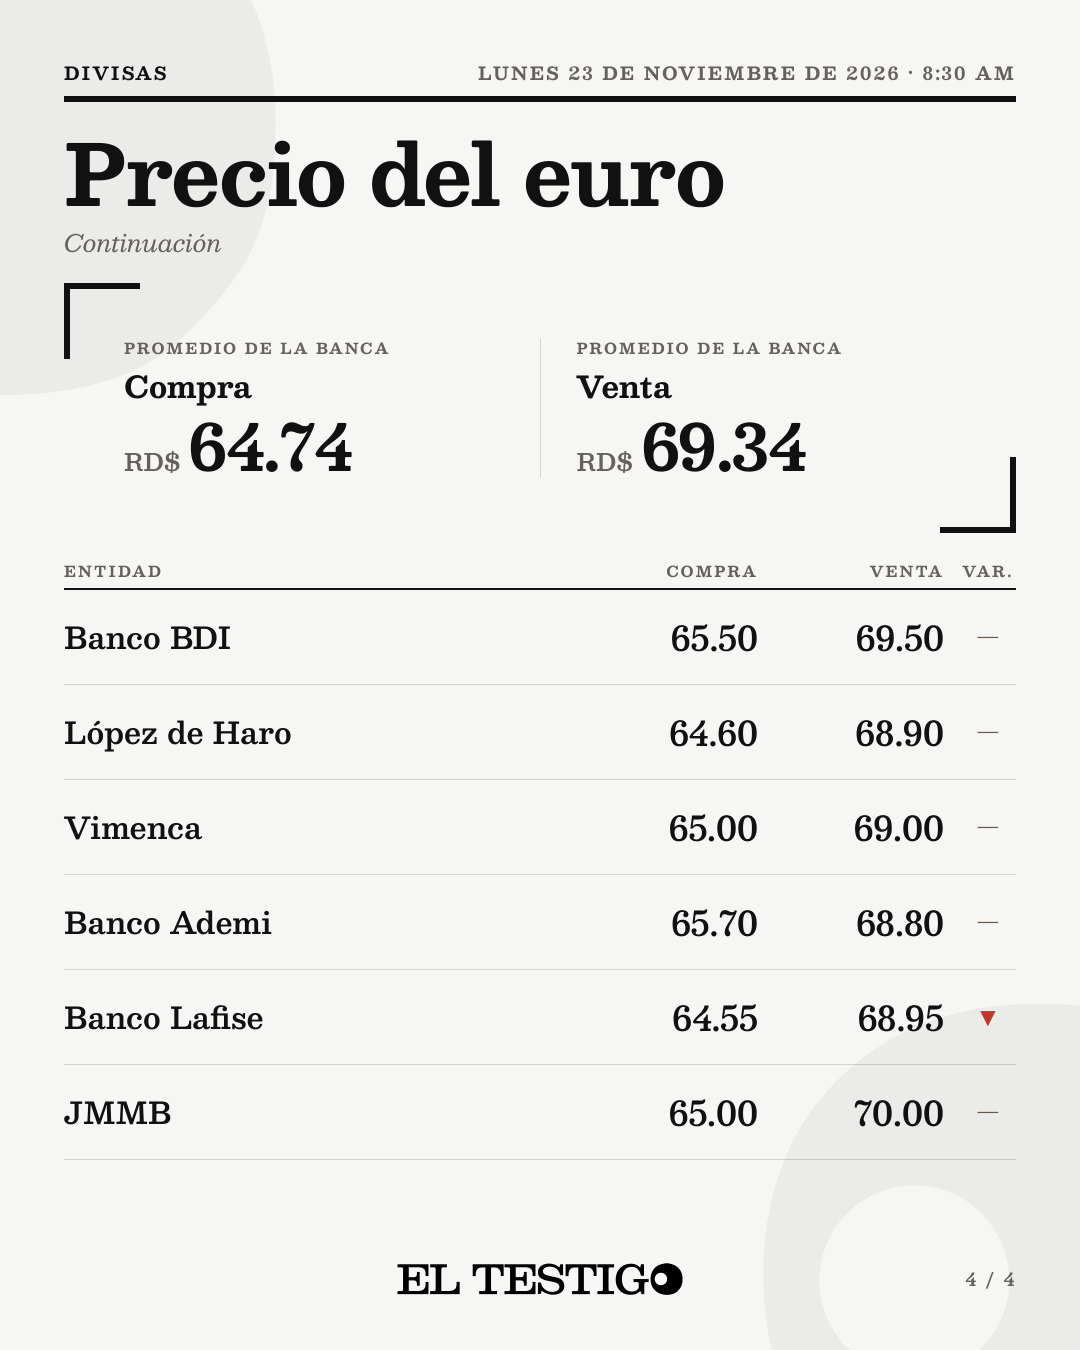 DIVISAS
LUNES 23 DE NOVIEMBRE DE 2026 · 8:30 AM
Precio del euro
Continuación
PROMEDIO DE LA BANCA
Compra
RD$ 64.74
PROMEDIO DE LA BANCA
Venta
RD$ 69.34
ENTIDAD COMPRA VENTA VAR.
Banco BDI 65.50 69.50 —
López de Haro 64.60 68.90 —
Vimenca 65.00 69.00 —
Banco Ademi 65.70 68.80 —
Banco Lafise 64.55 68.95 ▼
JMMB 65.00 70.00 —
EL TESTIGO
4 / 4